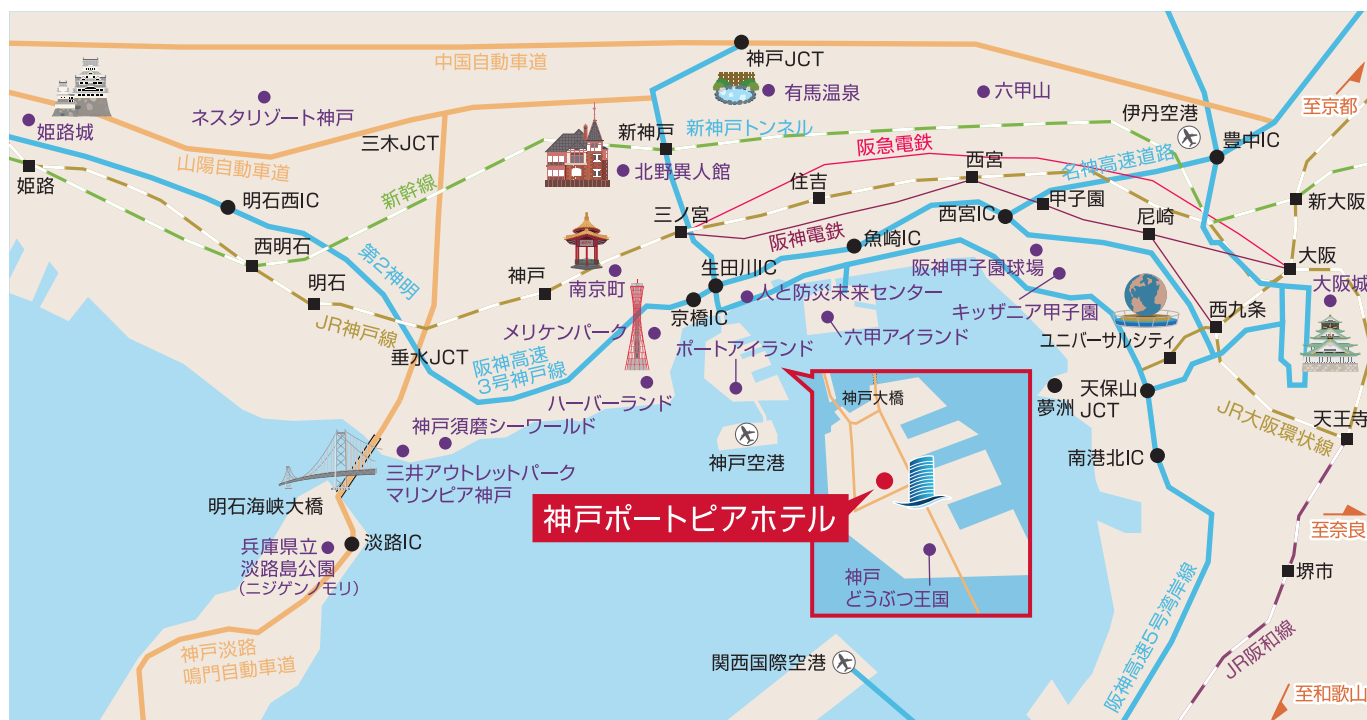 中国自動車道
神戸JCT
有馬温泉
六甲山
伊丹空港
至京都
豊中IC
姫路城
ネスタリゾート神戸
三木JCT
新神戸
新神戸トンネル
阪急電鉄
西宮
名神高速道路
山陽自動車道
姫路
新幹線
北野異人館
住吉
甲子園
新大阪
明石西IC
三ノ宮
阪神電鉄
魚崎IC
西宮IC
尼崎
西明石
第2神明
明石
神戸
南京町
生田川IC
人と防災未来センター
阪神甲子園球場
キッザニア甲子園
大阪
大阪城
JR神戸線
垂水JCT
阪神高速
3号神戸線
メリケンパーク
京橋IC
ポートアイランド
六甲アイランド
ユニバーサルシティ
西九条
ハーバーランド
神戸大橋
夢洲
天保山
JCT
JR大阪環状線
天王寺
神戸須磨シーワールド
三井アウトレットパーク
マリンピア神戸
神戸空港
南港北IC
明石海峡大橋
神戸ポートピアホテル
至奈良
兵庫県立
淡路島公園
(ニジゲンノモリ)
淡路IC
神戸
どうぶつ王国
堺市
神戸淡路
鳴門自動車道
関西国際空港
阪神高速5号湾岸線
JR阪和線
至和歌山